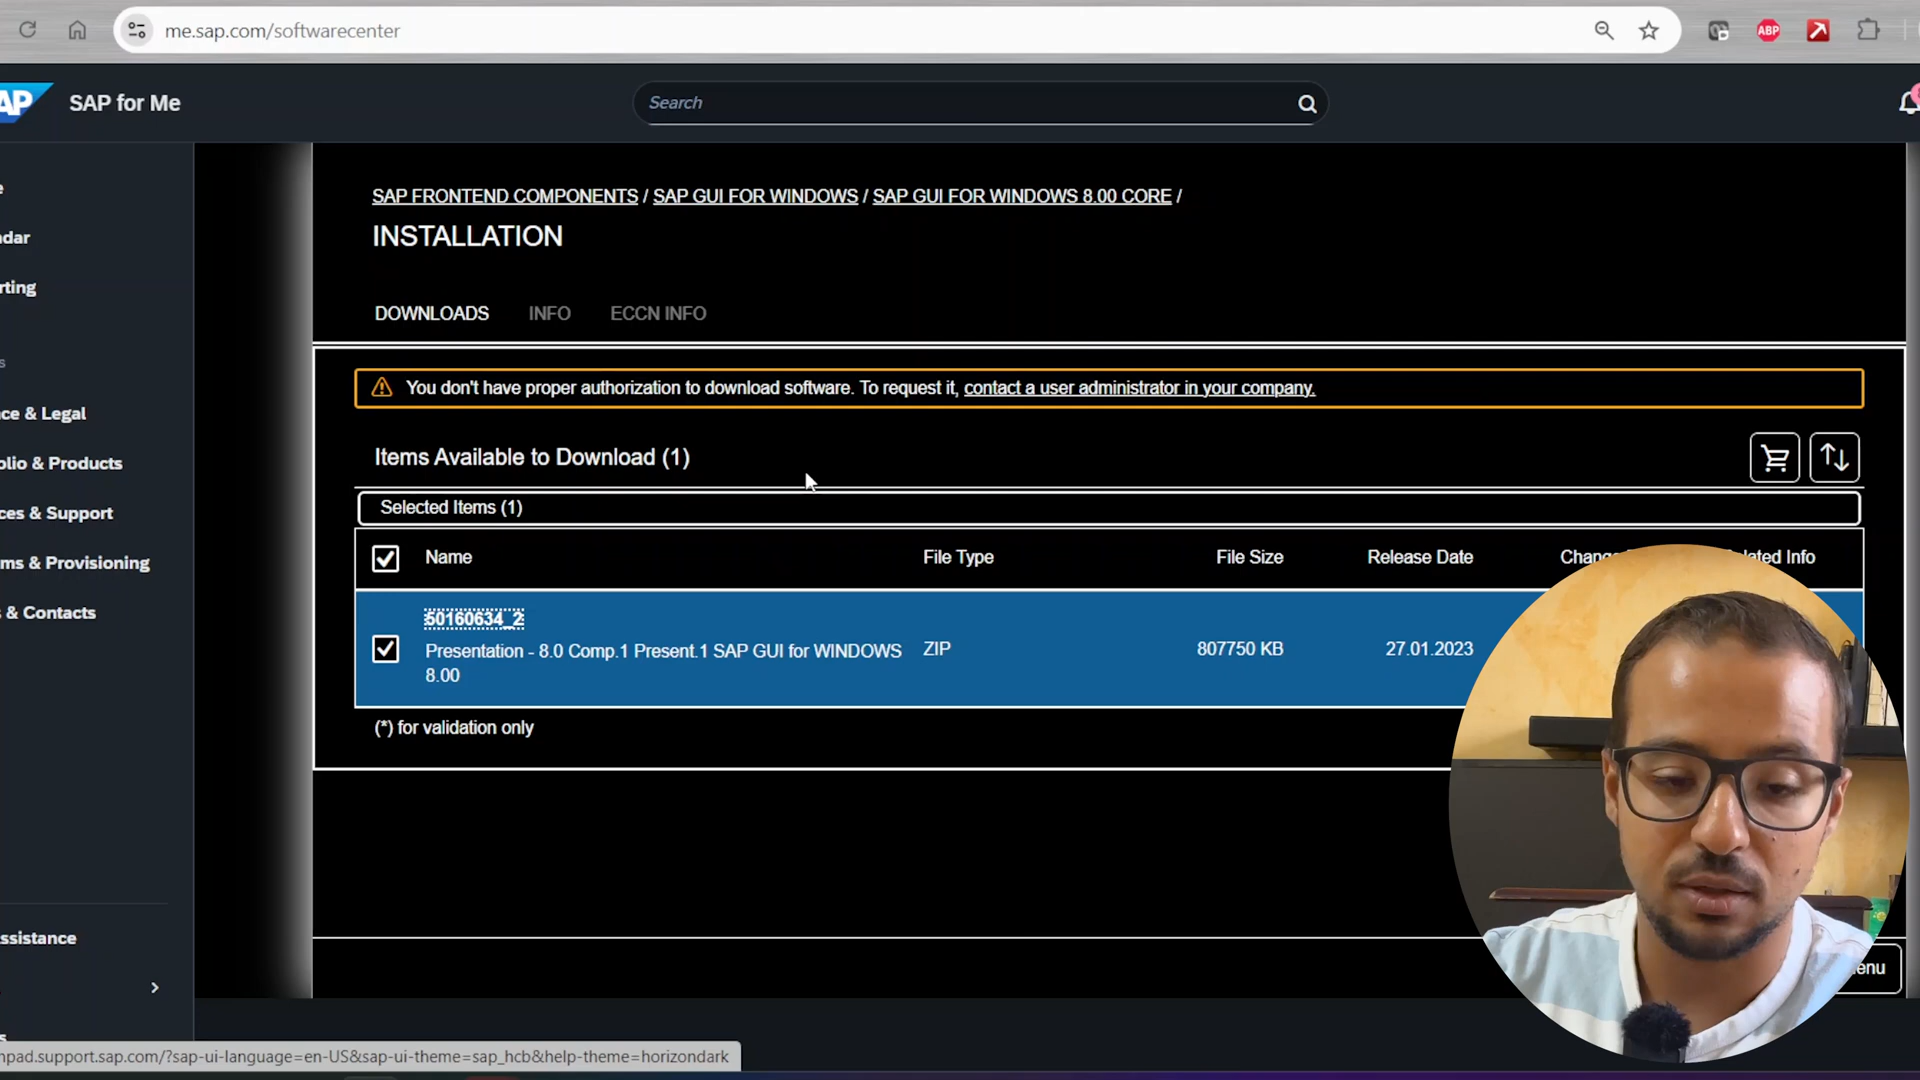 me.sap.com/softwarecenter
ABP
AP
SAP for Me
Search
SAP FRONTEND COMPONENTS / SAP GUI FOR WINDOWS / SAP GUI FOR WINDOWS 8.00 CORE /
INSTALLATION
DOWNLOADS INFO ECCN INFO
You don't have proper authorization to download software. To request it, contact a user administrator in your company.
Items Available to Download (1)
Selected Items (1)
Name File Type File Size Release Date Chang ated Info
50160634_2
Presentation - 8.0 Comp.1 Present.1 SAP GUI for WINDOWS
8.00
ZIP 807750 KB 27.01.2023
(*) for validation only
e
dar
rting
s
ce & Legal
olio & Products
ces & Support
ms & Provisioning
& Contacts
ssistance
s
enu
npad.support.sap.com/?sap-ui-language=en-US&sap-ui-theme=sap_hcb&help-theme=horizondark